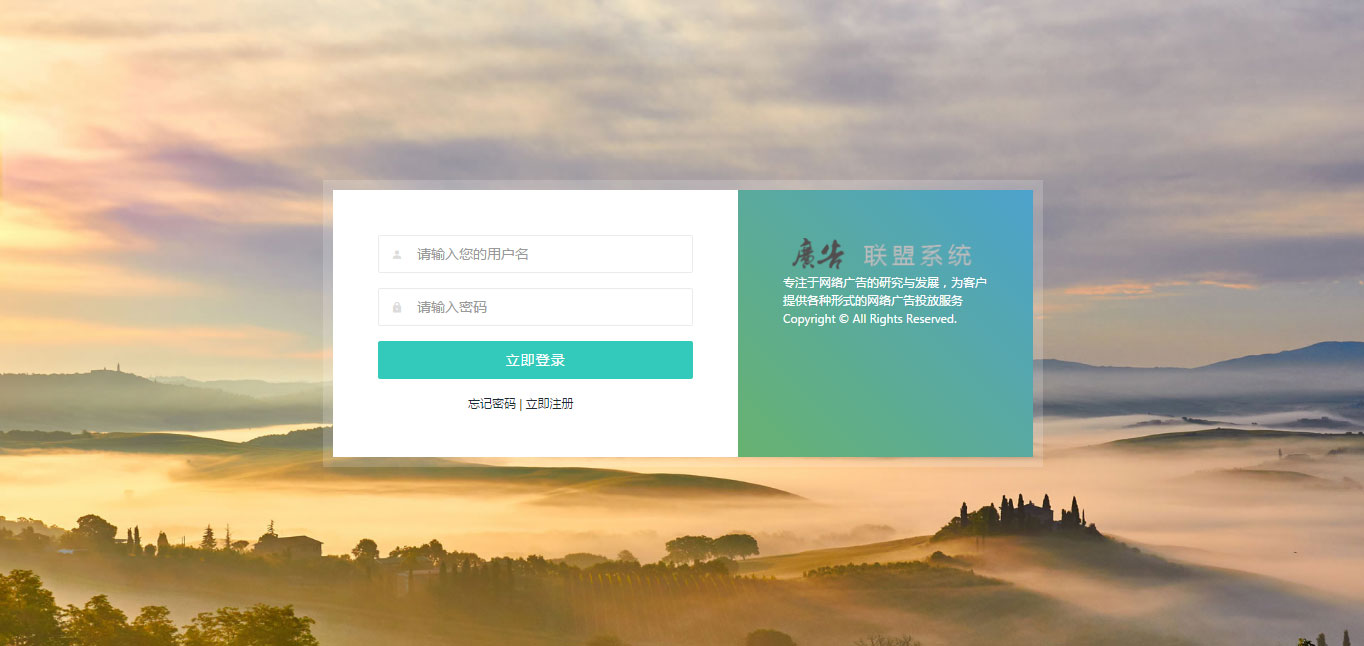 请输入您的用户名
请输入密码
立即登录
忘记密码 | 立即注册
廣告 联盟系统
专注于网络广告的研究与发展，为客户
提供各种形式的网络广告投放服务
Copyright © All Rights Reserved.